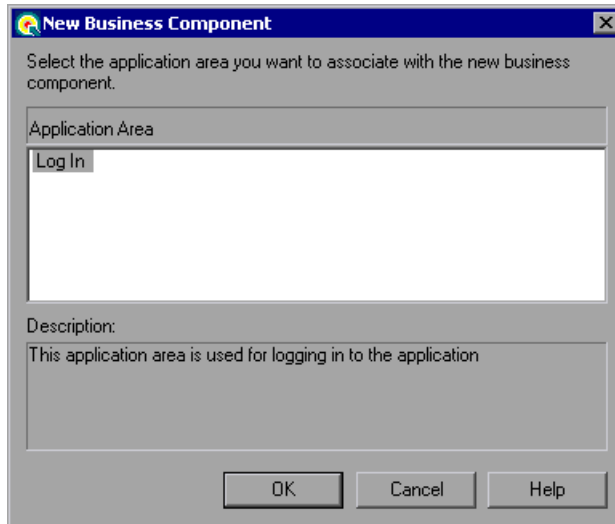 New Business Component
Select the application area you want to associate with the new business
component.
Application Area
Log In
Description:
This application area is used for logging in to the application
OK
Cancel
Help